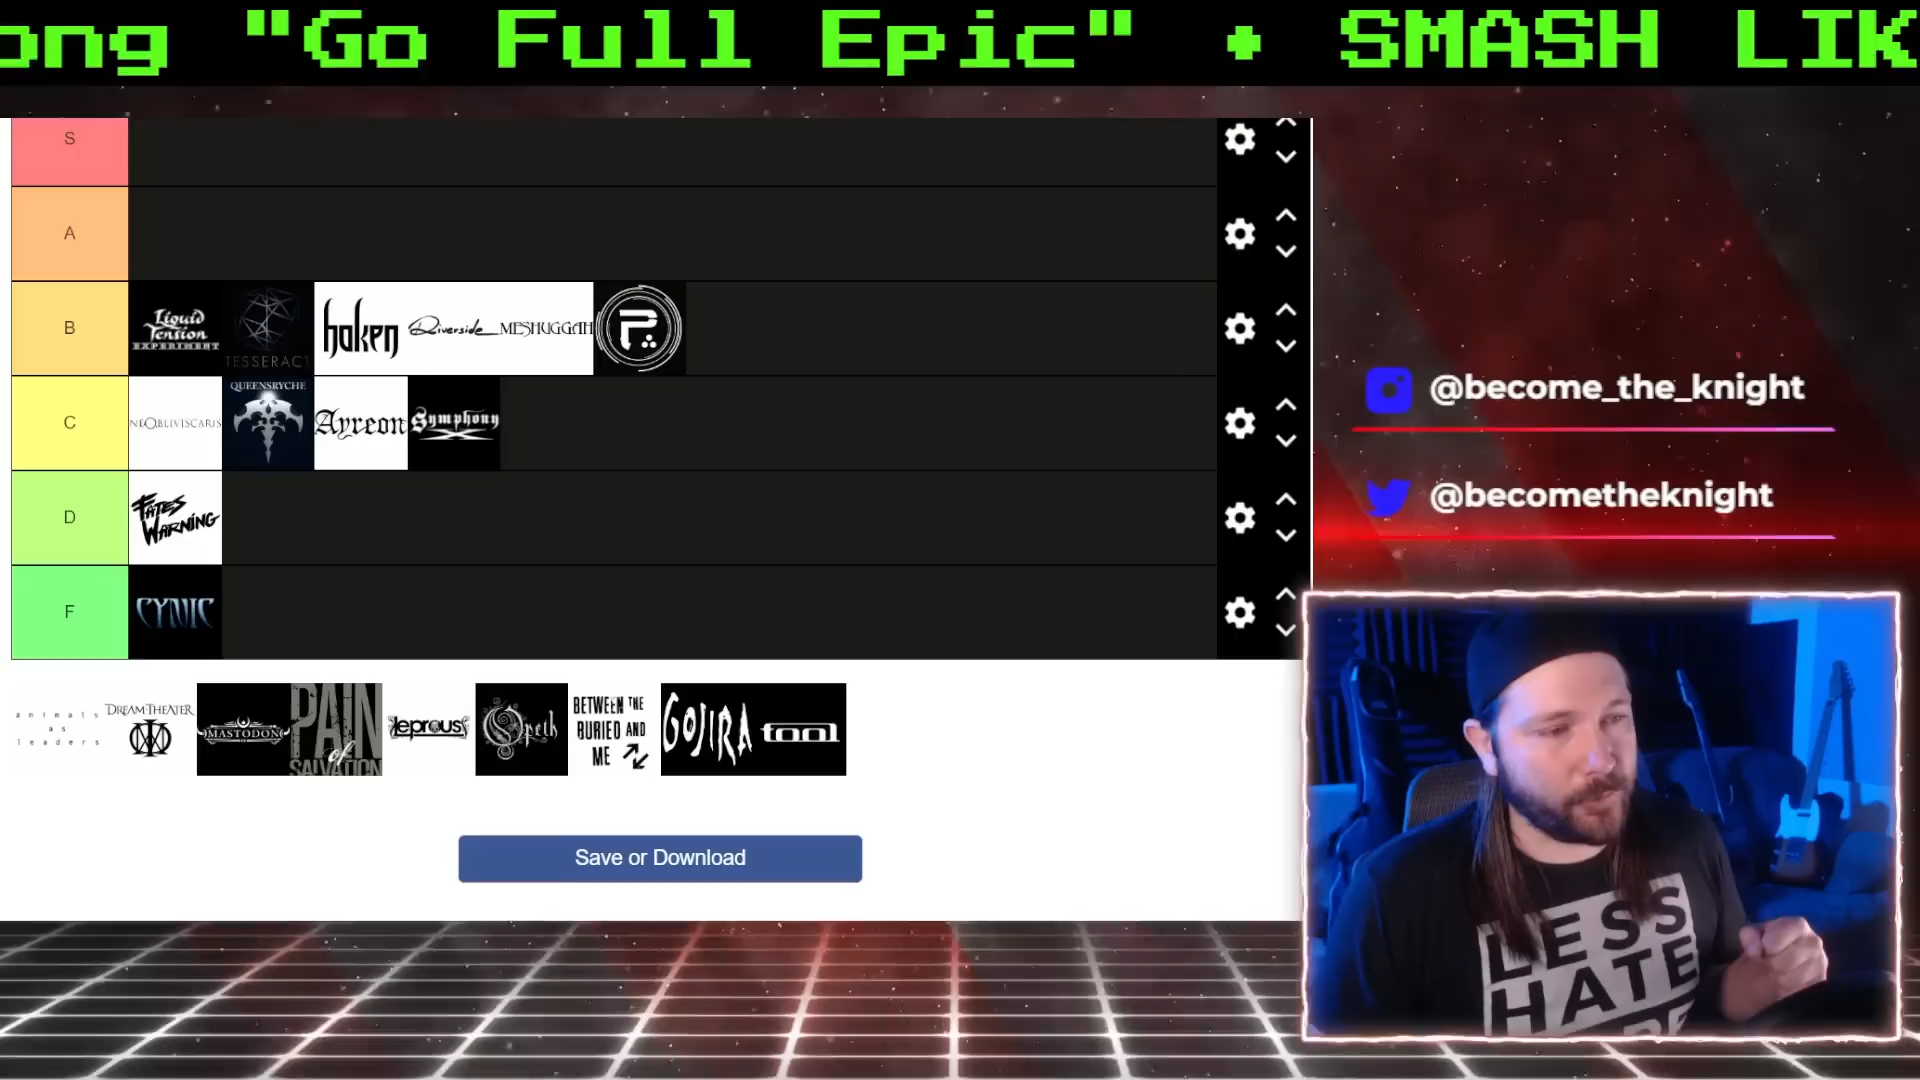 ong "Go Full Epic" • SMASH LIK
S
A
B
Liquid Tension EXPERIMENT
TESSERACT
haken
Riverside
MESHUGGAH
P
C
NE OBLIVISCARIS
QUEENSRYCHE
Ayreon
Symphony X
D
FATES WARNING
F
CYNIC
animals as leaders
DREAM THEATER
MASTODON
PAIN of SALVATION
leprous
Opeth
BETWEEN THE BURIED AND ME
GOJIRA
tool
Save or Download
@become_the_knight
@becometheknight
LESS
HATE